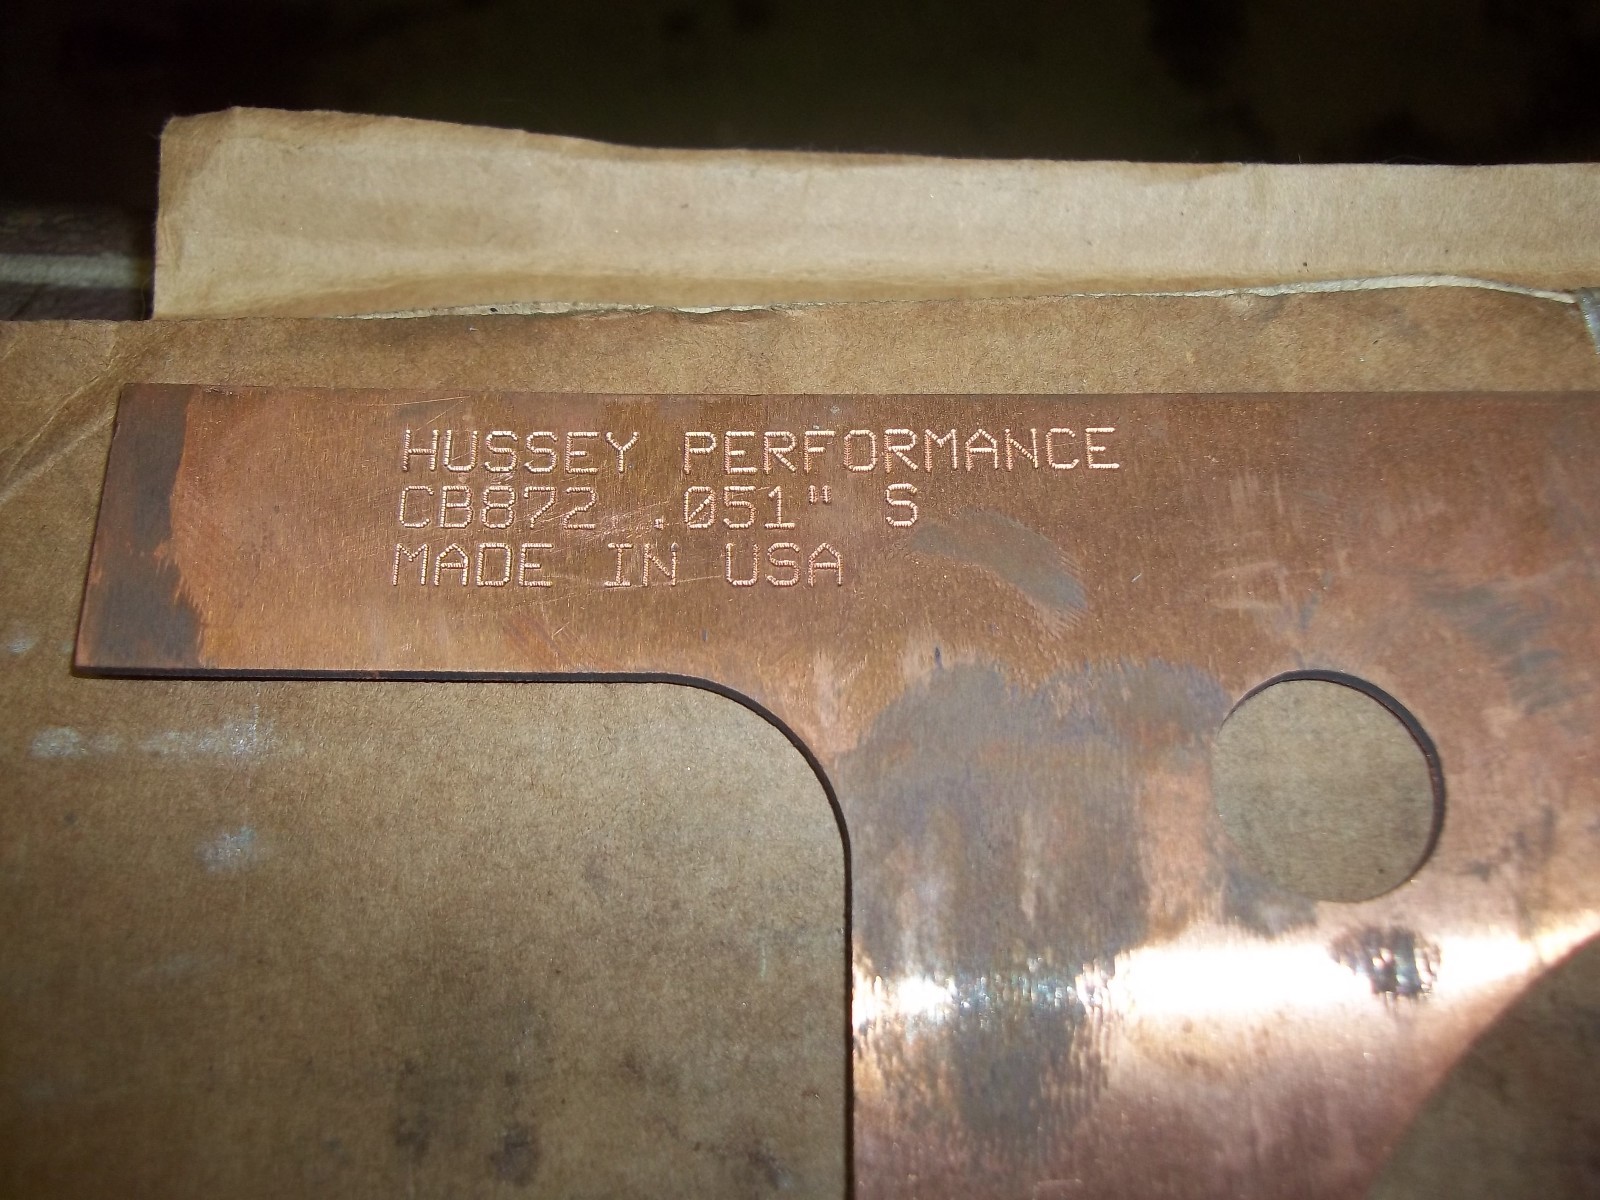 HUSSEY PERFORMANCE
CB872 .051" S
MADE IN USA